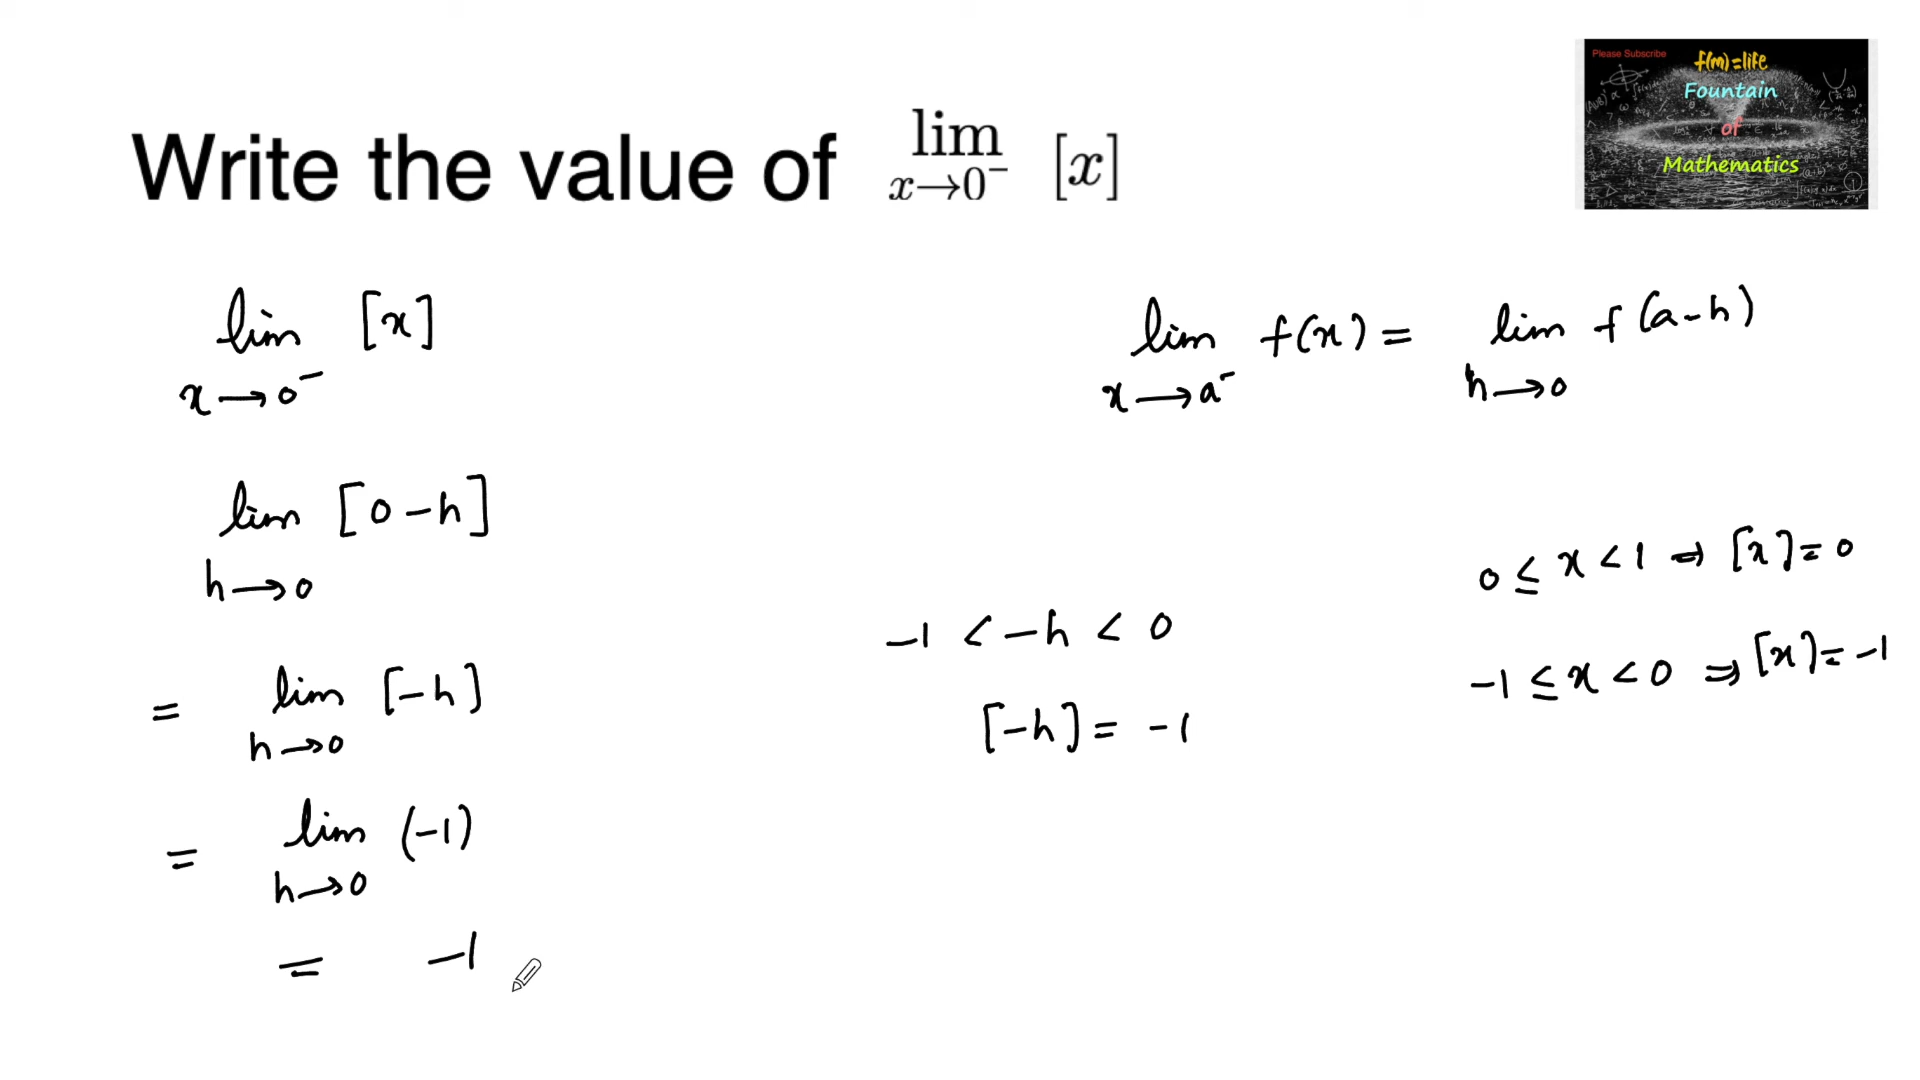 Please Subscribe
f(m)=life
Fountain
of
Mathematics
Write the value of lim x→0⁻ [x]
lim x→0⁻ [x]
lim x→a⁻ f(x) = lim h→0 f(a-h)
lim h→0 [0-h]
0 ≤ x < 1 ⇒ [x] = 0
-1 < -h < 0
-1 ≤ x < 0 ⇒ [x] = -1
= lim h→0 [-h]
[-h] = -1
= lim h→0 (-1)
= -1